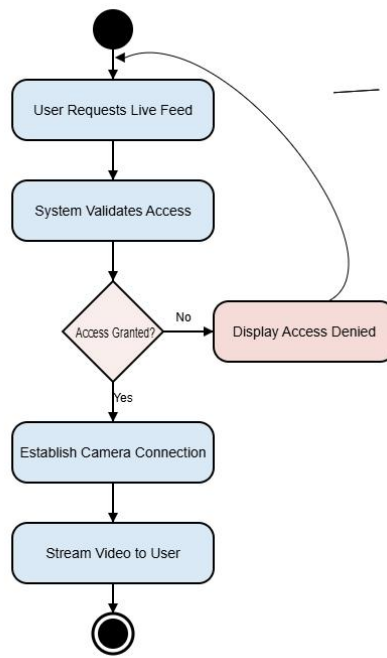 User Requests Live Feed
System Validates Access
Access Granted?
No
Display Access Denied
Yes
Establish Camera Connection
Stream Video to User